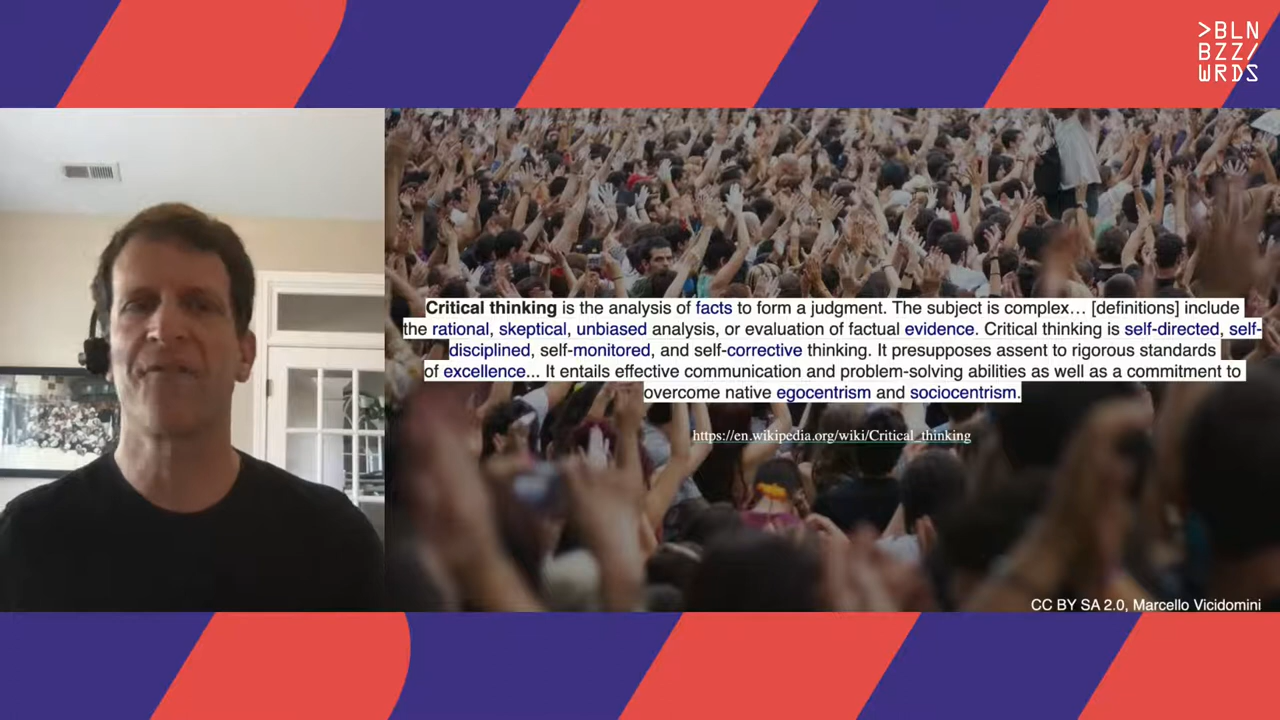 >BLN
BZZ/
WRDS
Critical thinking is the analysis of facts to form a judgment. The subject is complex... [definitions] include
the rational, skeptical, unbiased analysis, or evaluation of factual evidence. Critical thinking is self-directed, self-
disciplined, self-monitored, and self-corrective thinking. It presupposes assent to rigorous standards
of excellence... It entails effective communication and problem-solving abilities as well as a commitment to
overcome native egocentrism and sociocentrism.
https://en.wikipedia.org/wiki/Critical_thinking
CC BY SA 2.0, Marcello Vicidomini